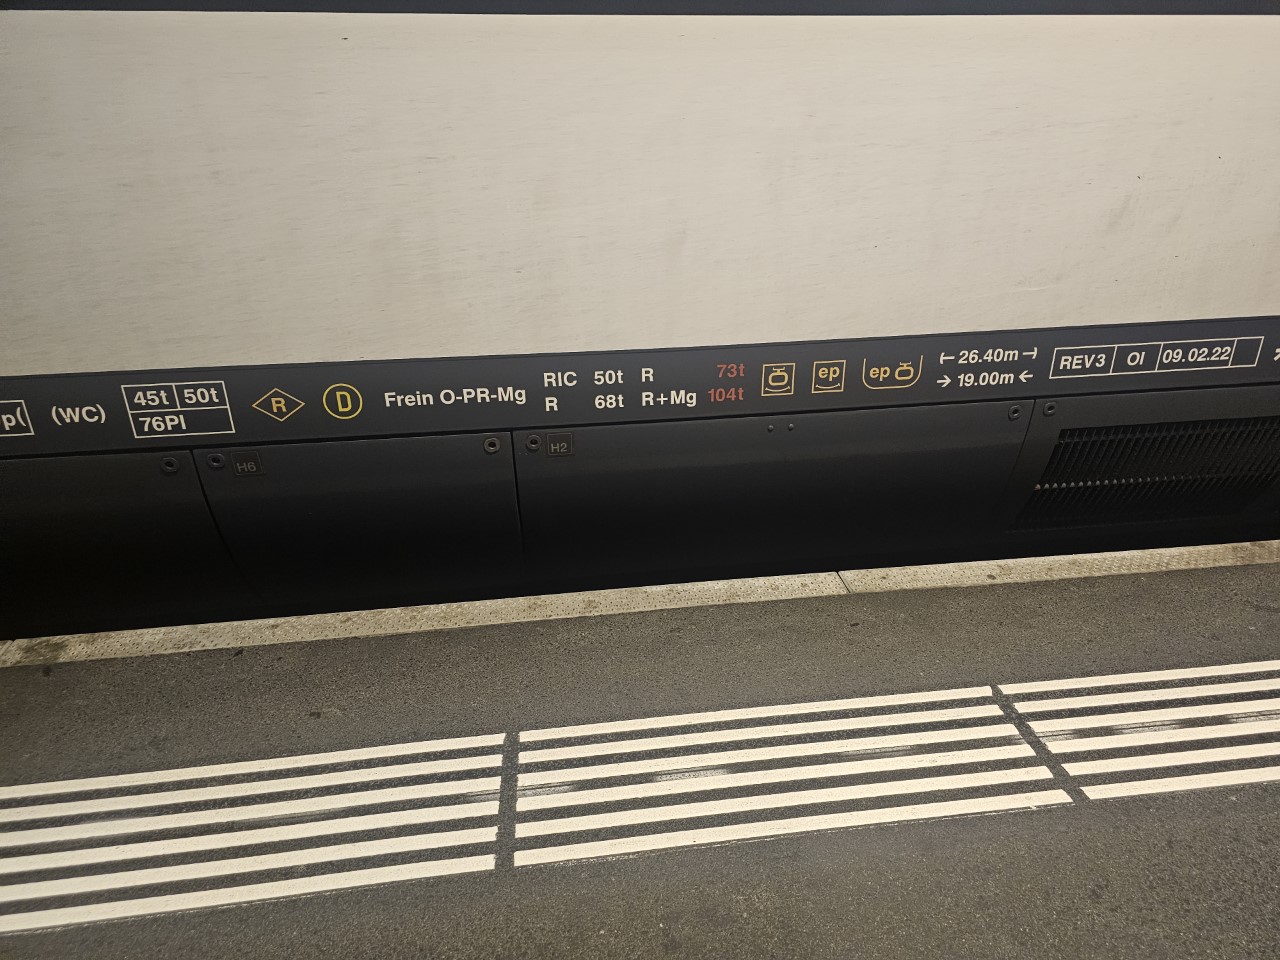 p(
(WC)
45t 50t
76Pl
R
D
Frein O-PR-Mg
RIC 50t R 73t
R 68t R+Mg 104t
ep
ep
26.40m
19.00m
REV3 Ol 09.02.22
H6
H2